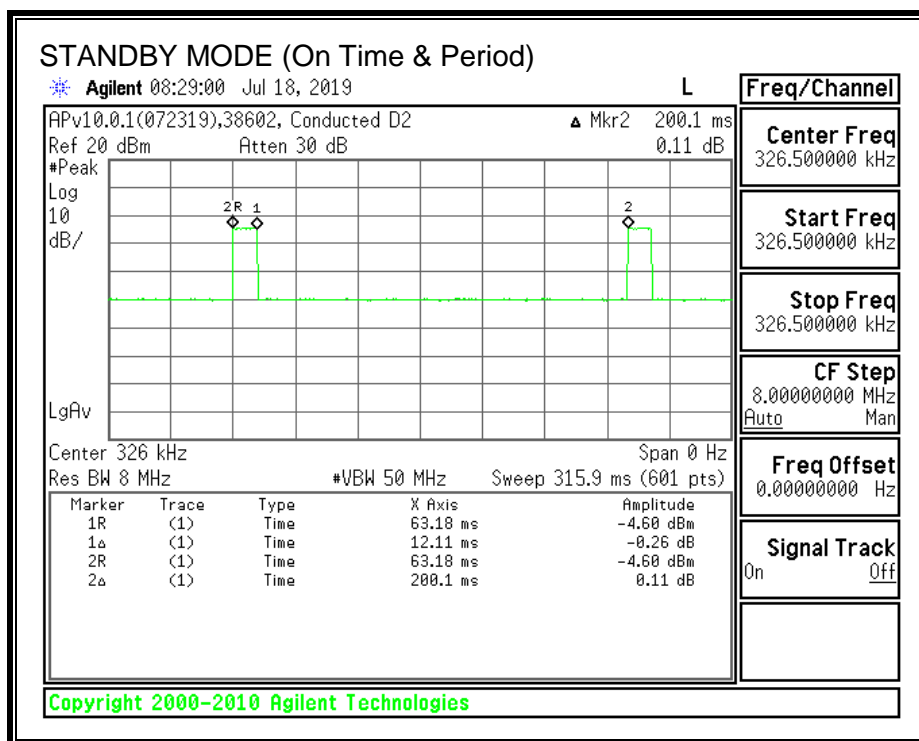 STANDBY MODE (On Time & Period)
Agilent 08:29:00 Jul 18, 2019 L
APv10.0.1(072319),38602, Conducted D2 Δ Mkr2 200.1 ms
Ref 20 dBm Atten 30 dB 0.11 dB
#Peak
Log
10
dB/
2R 1 2
LgAv
Center 326 kHz Span 0 Hz
Res BW 8 MHz #VBW 50 MHz Sweep 315.9 ms (601 pts)
Marker Trace Type X Axis Amplitude
1R (1) Time 63.18 ms -4.60 dBm
1Δ (1) Time 12.11 ms -0.26 dB
2R (1) Time 63.18 ms -4.60 dBm
2Δ (1) Time 200.1 ms 0.11 dB
Freq/Channel
Center Freq
326.500000 kHz
Start Freq
326.500000 kHz
Stop Freq
326.500000 kHz
CF Step
8.00000000 MHz
Auto Man
Freq Offset
0.00000000 Hz
Signal Track
On Off
Copyright 2000-2010 Agilent Technologies